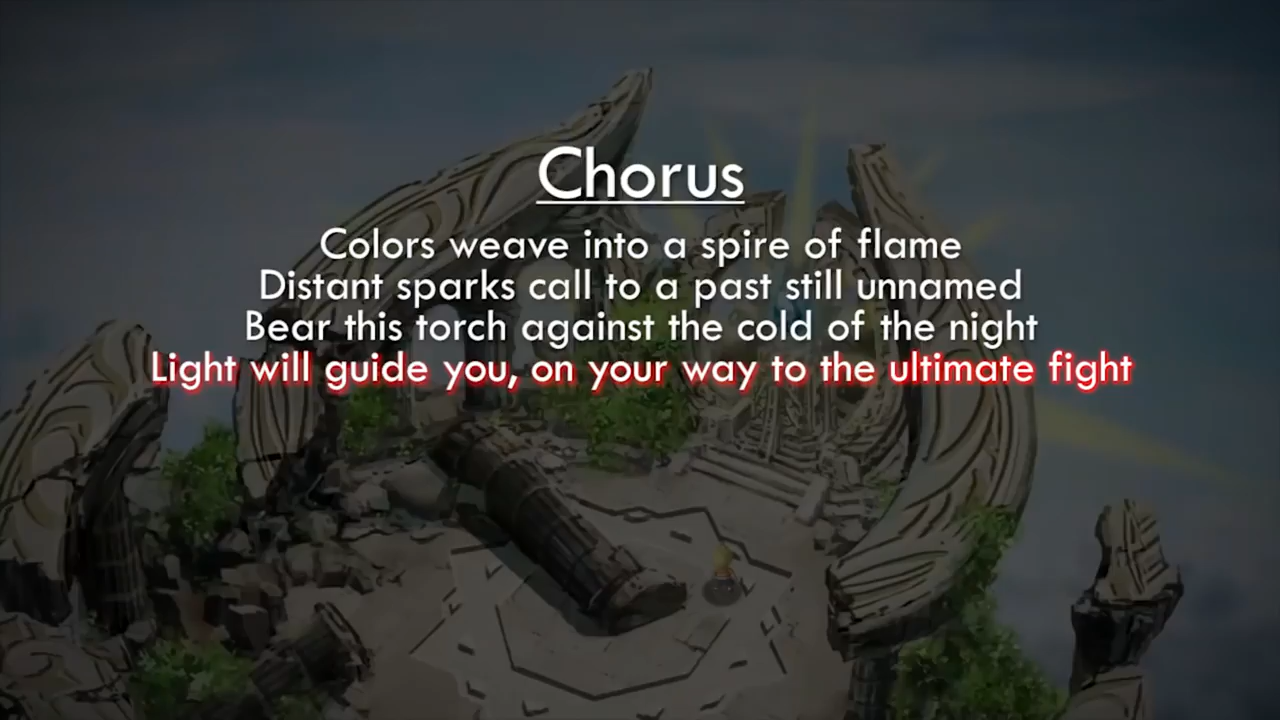 Chorus
Colors weave into a spire of flame
Distant sparks call to a past still unnamed
Bear this torch against the cold of the night
Light will guide you, on your way to the ultimate fight